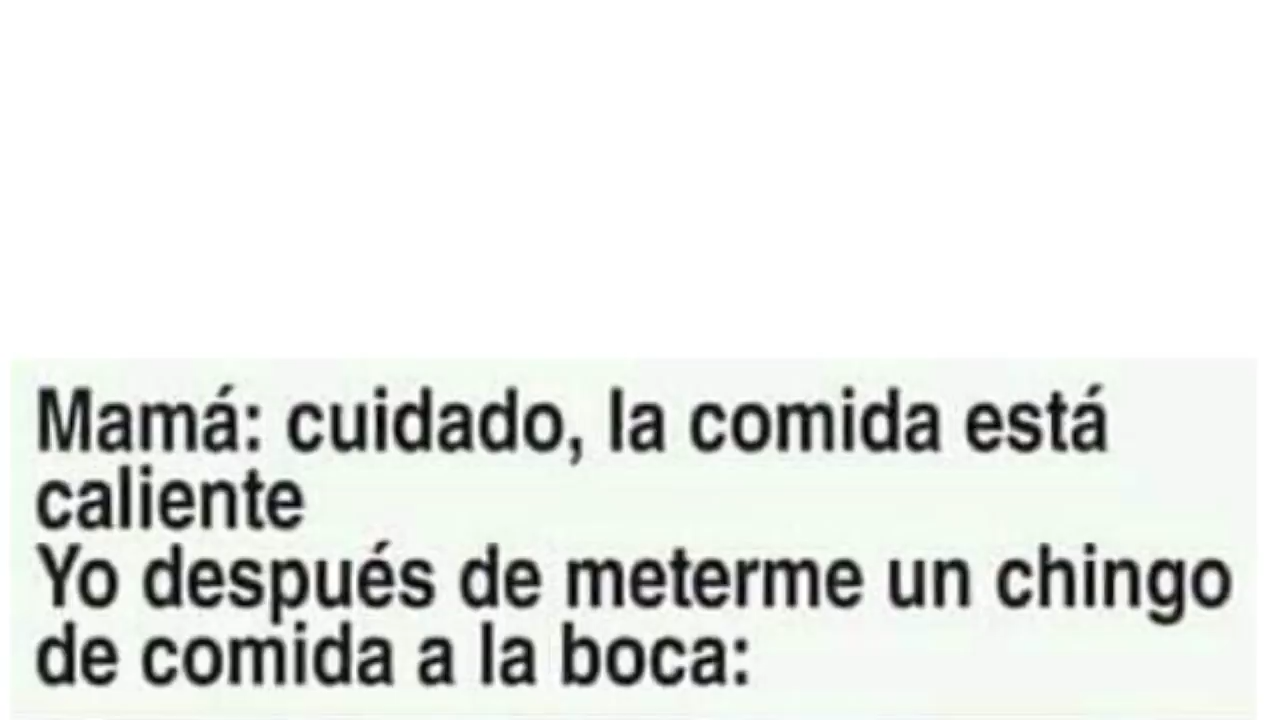 Mamá: cuidado, la comida está
caliente
Yo después de meterme un chingo
de comida a la boca: